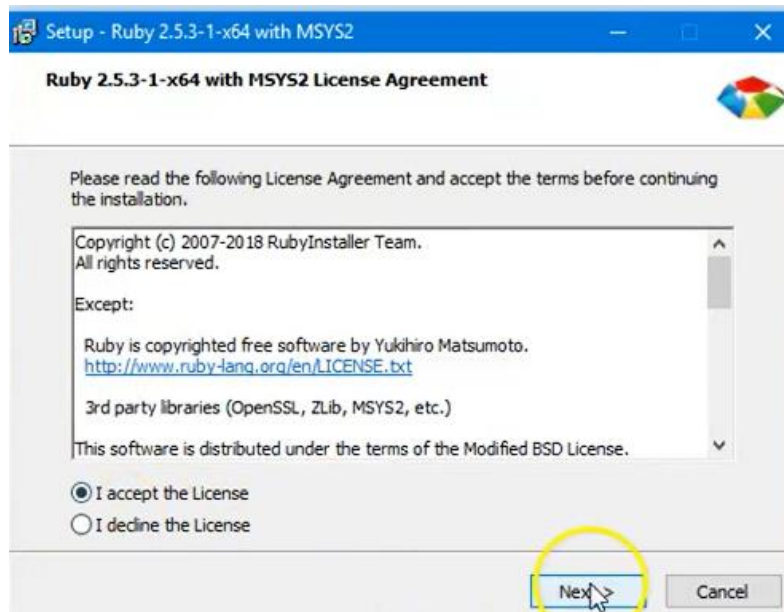 Setup - Ruby 2.5.3-1-x64 with MSYS2
Ruby 2.5.3-1-x64 with MSYS2 License Agreement
Please read the following License Agreement and accept the terms before continuing
the installation.
Copyright (c) 2007-2018 RubyInstaller Team.
All rights reserved.
Except:
Ruby is copyrighted free software by Yukihiro Matsumoto.
http://www.ruby-lang.org/en/LICENSE.txt
3rd party libraries (OpenSSL, ZLib, MSYS2, etc.)
This software is distributed under the terms of the Modified BSD License.
I accept the License
I decline the License
Next >
Cancel